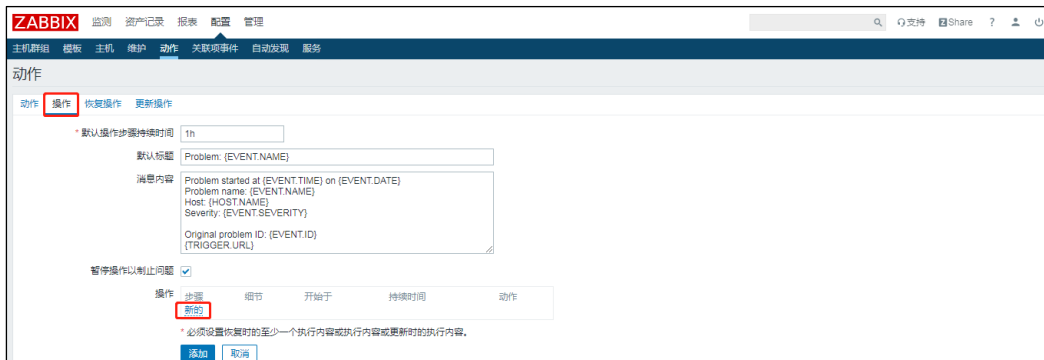 ZABBIX 监测 资产记录 报表 配置 管理 支持 Z Share ?
主机群组 模板 主机 维护 动作 关联项事件 自动发现 服务
动作
动作 操作 恢复操作 更新操作
* 默认操作步骤持续时间 1h
默认标题 Problem: {EVENT.NAME}
消息内容 Problem started at {EVENT.TIME} on {EVENT.DATE}
Problem name: {EVENT.NAME}
Host: {HOST.NAME}
Severity: {EVENT.SEVERITY}
Original problem ID: {EVENT.ID}
{TRIGGER.URL}
暂停操作以制止问题
操作 步骤 细节 开始于 持续时间 动作
新的
* 必须设置恢复时的至少一个执行内容或执行内容或更新时的执行内容。
添加 取消